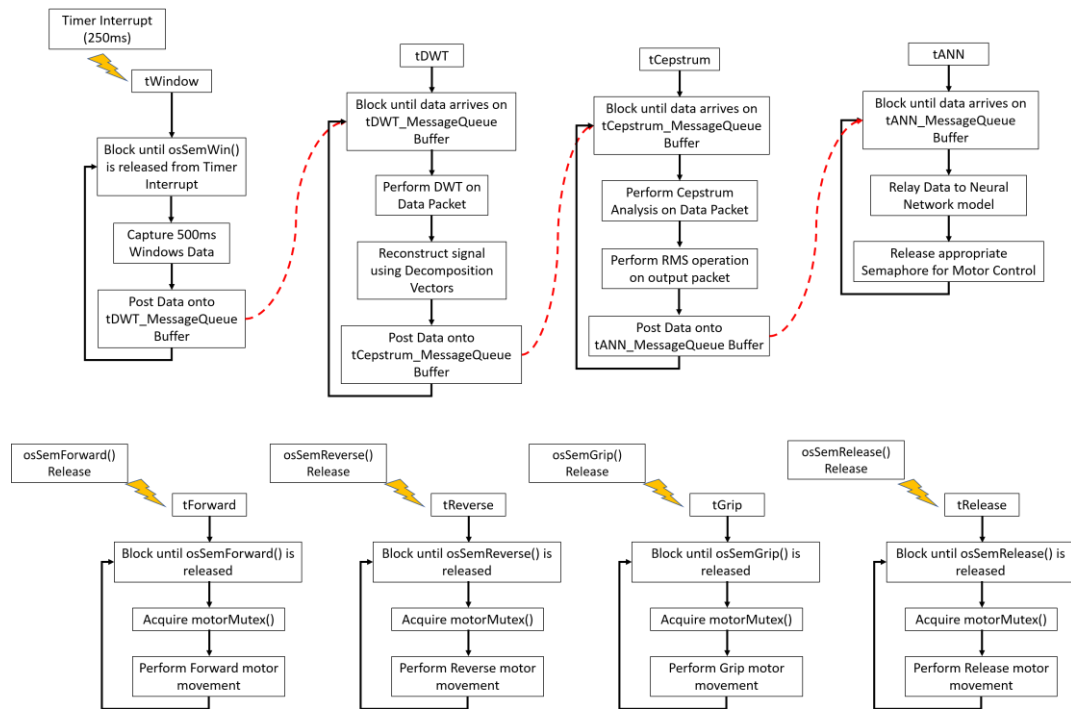 Timer Interrupt
(250ms)
tWindow
Block until osSemWin()
is released from Timer
Interrupt
Capture 500ms
Windows Data
Post Data onto
tDWT_MessageQueue
Buffer
tDWT
Block until data arrives on
tDWT_MessageQueue
Buffer
Perform DWT on
Data Packet
Reconstruct signal
using Decomposition
Vectors
Post Data onto
tCepstrum_MessageQueue
Buffer
tCepstrum
Block until data arrives on
tCepstrum_MessageQueue
Buffer
Perform Cepstrum
Analysis on Data Packet
Perform RMS operation
on output packet
Post Data onto
tANN_MessageQueue Buffer
tANN
Block until data arrives on
tANN_MessageQueue
Buffer
Relay Data to Neural
Network model
Release appropriate
Semaphore for Motor Control
osSemForward()
Release
tForward
Block until osSemForward() is
released
Acquire motorMutex()
Perform Forward motor
movement
osSemReverse()
Release
tReverse
Block until osSemReverse() is
released
Acquire motorMutex()
Perform Reverse motor
movement
osSemGrip()
Release
tGrip
Block until osSemGrip() is
released
Acquire motorMutex()
Perform Grip motor
movement
osSemRelease()
Release
tRelease
Block until osSemRelease() is
released
Acquire motorMutex()
Perform Release motor
movement